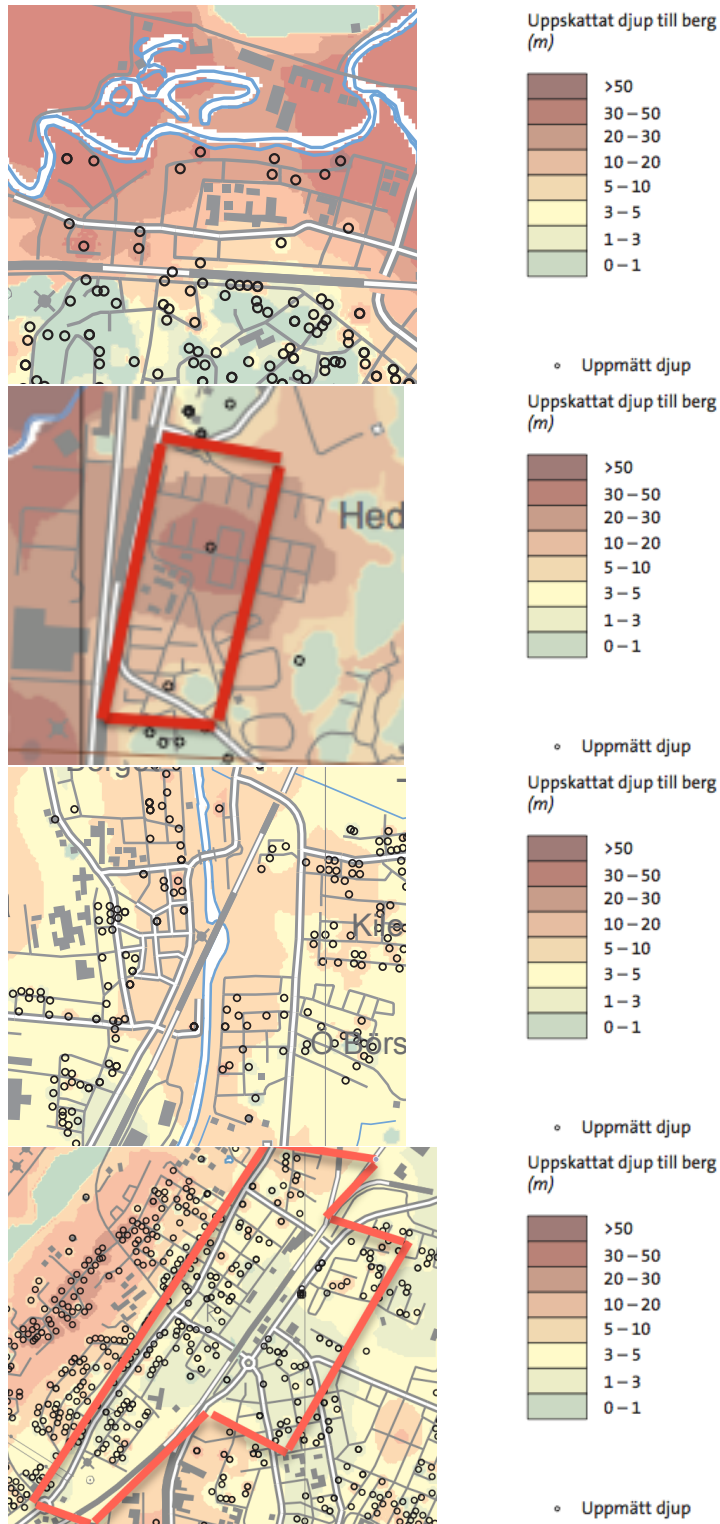 Uppskattat djup till berg
(m)
>50
30 – 50
20 – 30
10 – 20
5 – 10
3 – 5
1 – 3
0 – 1
Uppmätt djup
Hed
Uppskattat djup till berg
(m)
>50
30 – 50
20 – 30
10 – 20
5 – 10
3 – 5
1 – 3
0 – 1
Uppmätt djup
Kile
Ö Börs
Uppskattat djup till berg
(m)
>50
30 – 50
20 – 30
10 – 20
5 – 10
3 – 5
1 – 3
0 – 1
Uppmätt djup
Uppskattat djup till berg
(m)
>50
30 – 50
20 – 30
10 – 20
5 – 10
3 – 5
1 – 3
0 – 1
Uppmätt djup